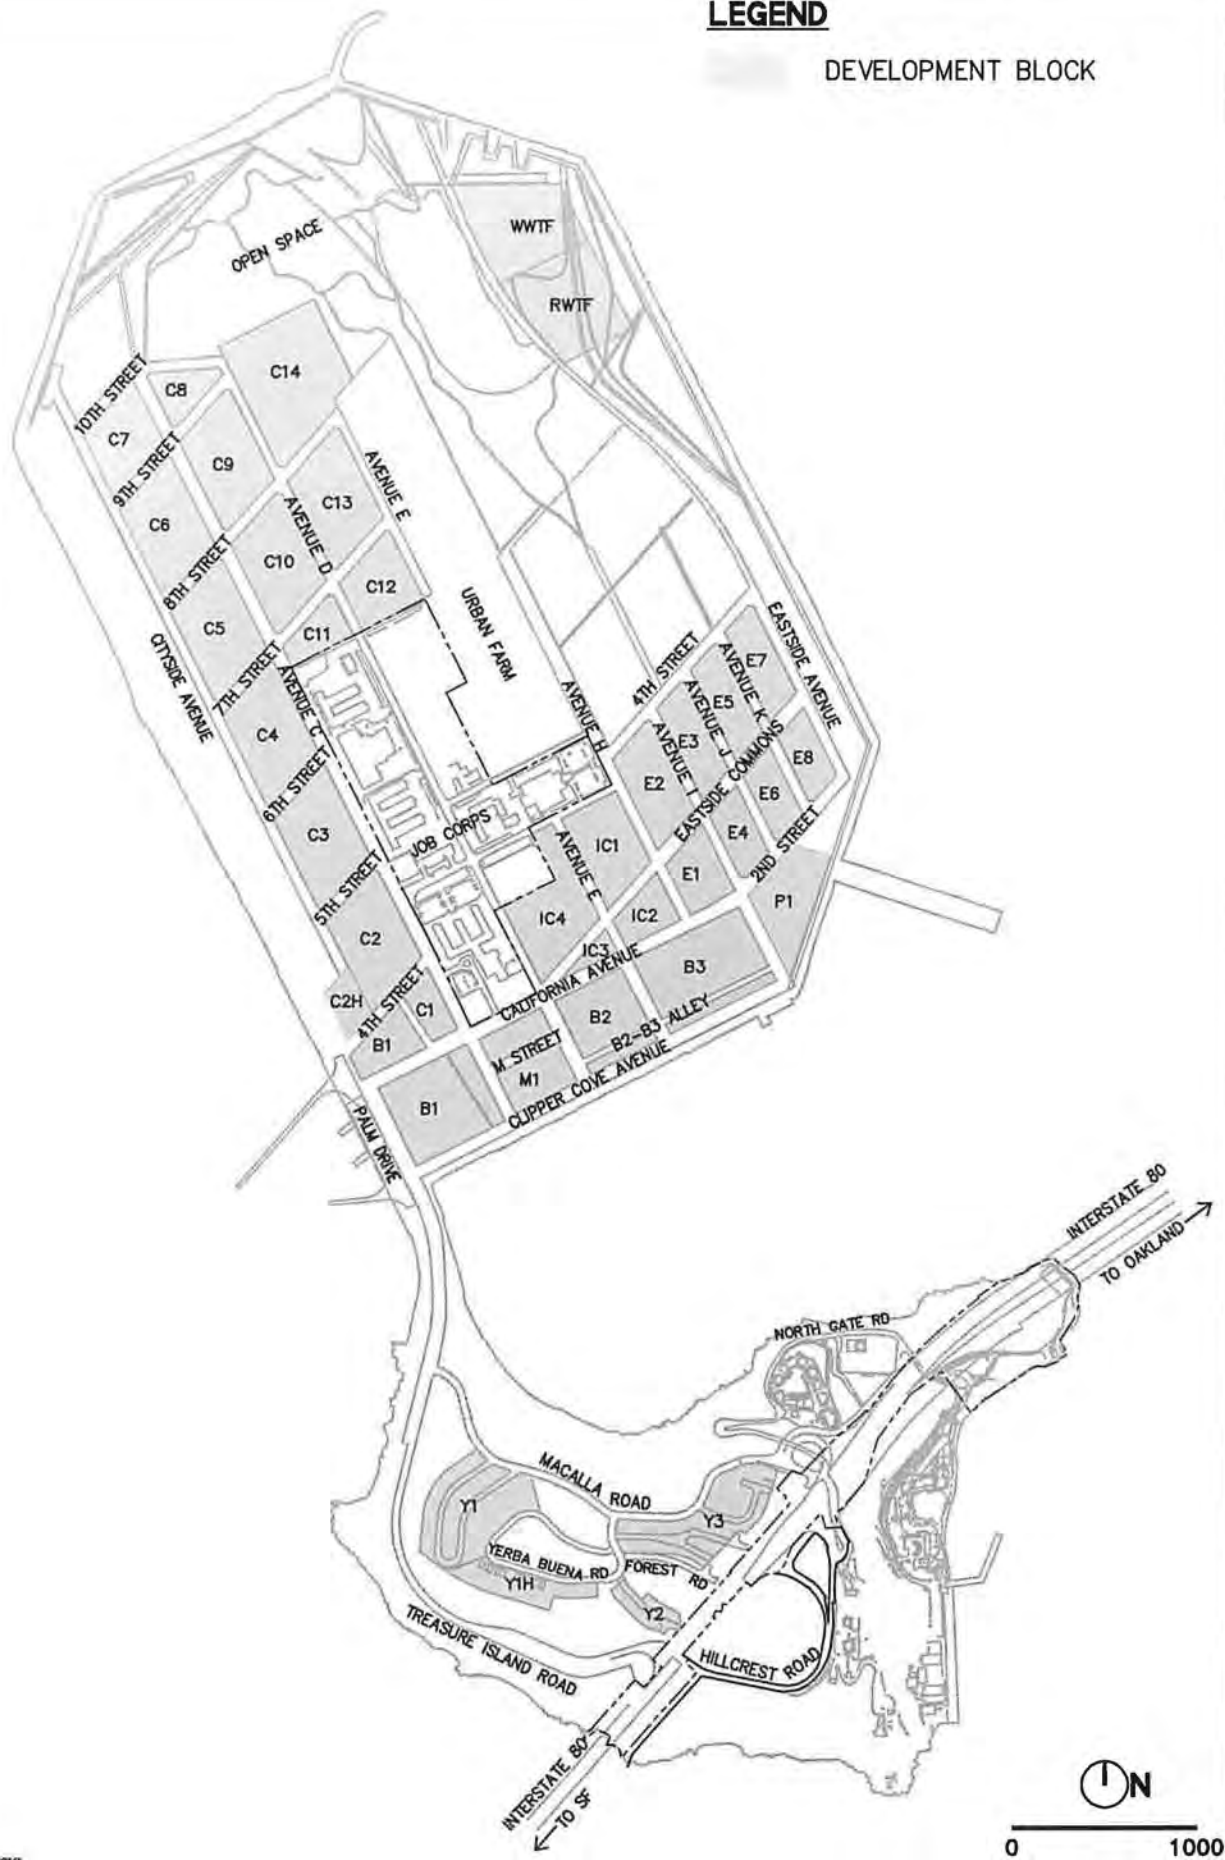 LEGEND
DEVELOPMENT BLOCK
OPEN SPACE
WWTF
RWTF
10TH STREET
C8
C14
C7
9TH STREET
C9
AVENUE E
C6
AVENUE D
C13
8TH STREET
C10
C12
C5
C11
URBAN FARM
7TH STREET
CITYSIDE AVENUE
AVENUE C
C4
6TH STREET
C3
JOB CORPS
5TH STREET
C2
C2H
4TH STREET
C1
B1
AVENUE H
4TH STREET
EASTSIDE AVENUE
AVENUE K
E7
E5
AVENUE J
E3
AVENUE I
E2
EASTSIDE COMMONS
E8
E6
E4
2ND STREET
AVENUE E
IC1
E1
P1
IC4
IC2
IC3
CALIFORNIA AVENUE
B3
B2
B2-B3 ALLEY
M STREET
M1
CLIPPER COVE AVENUE
B1
PALM DRIVE
INTERSTATE 80
TO OAKLAND
NORTH GATE RD
MACALLA ROAD
Y1
Y3
YERBA BUENA RD
FOREST RD
Y1H
Y2
TREASURE ISLAND ROAD
HILLCREST ROAD
INTERSTATE 80
TO SF
N
0 1000